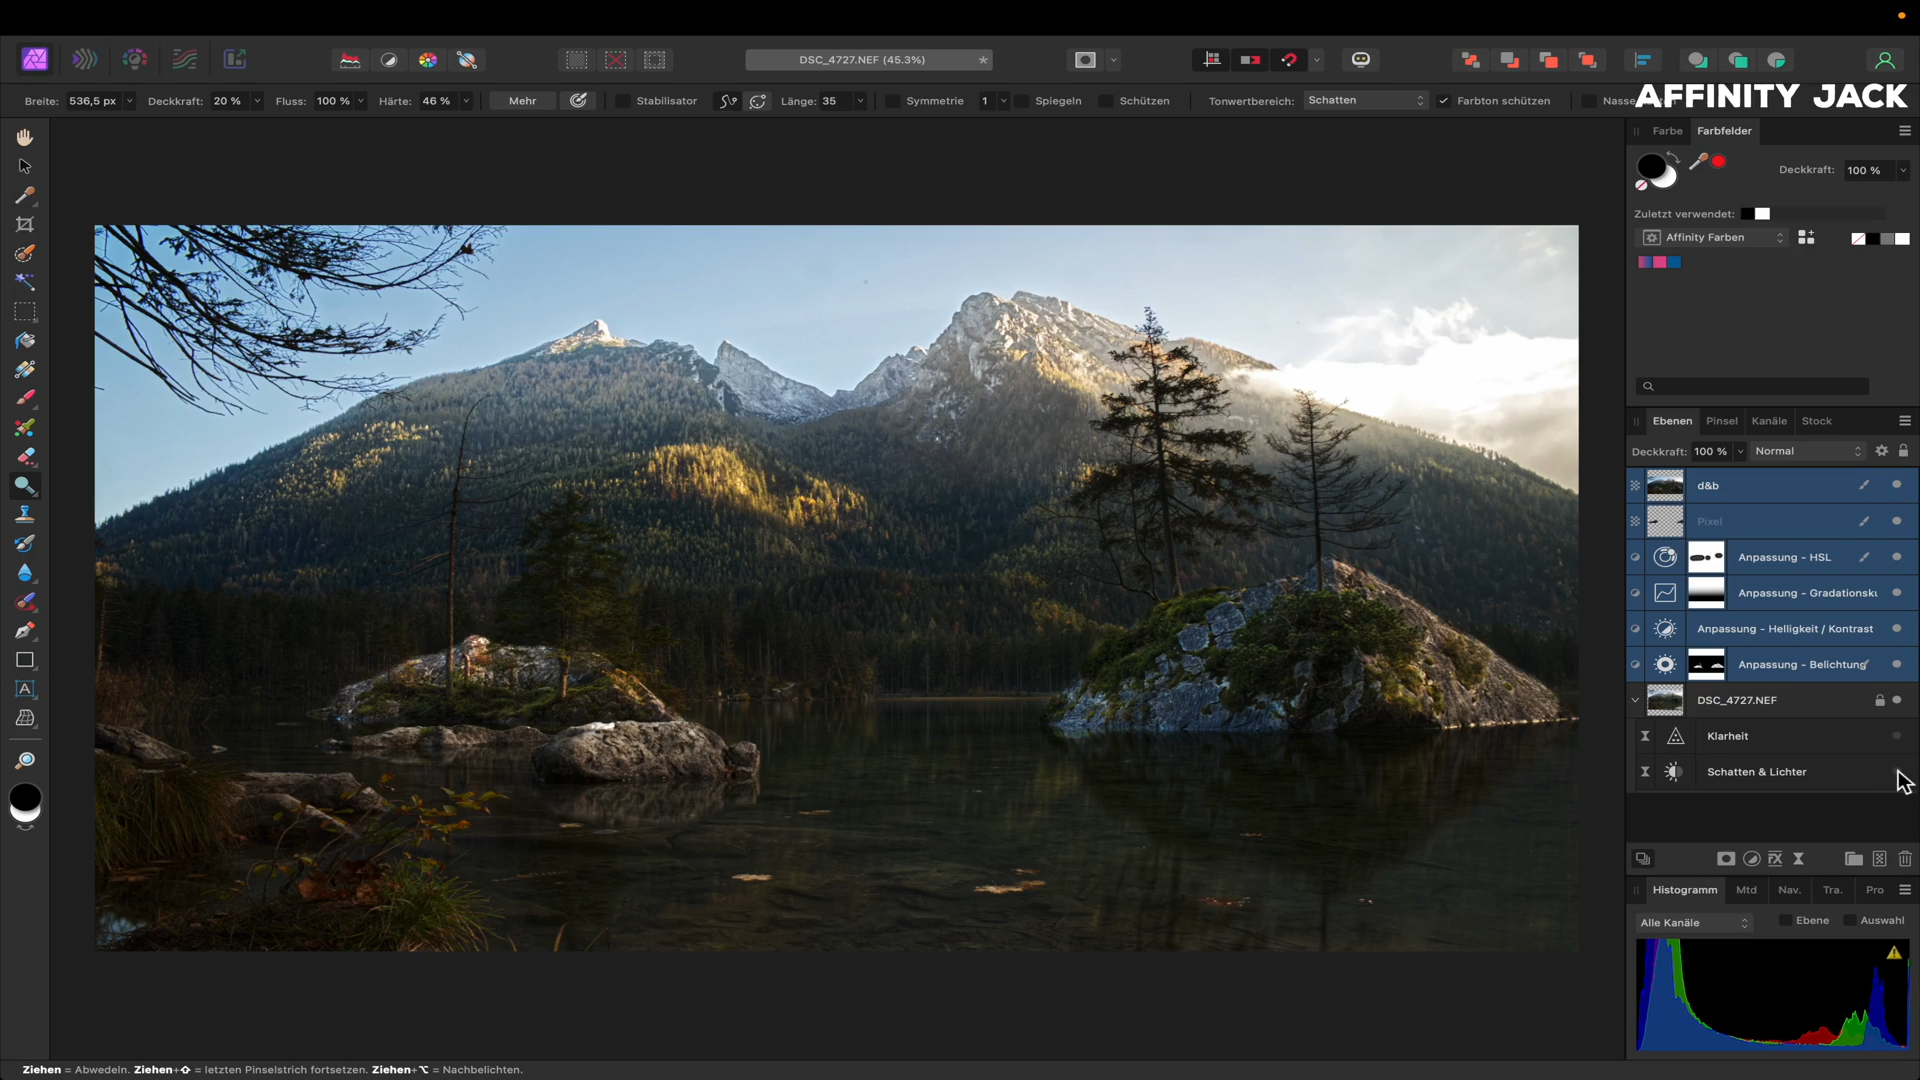 DSC_4727.NEF (45.3%)
Breite: 536,5 px Deckkraft: 20 % Fluss: 100 % Härte: 46 % Mehr Stabilisator Länge: 35 Symmetrie 1 Spiegeln Schützen Tonwertbereich: Schatten Farbton schützen
AFFINITY JACK
Farbe Farbfelder
Deckkraft: 100 %
Zuletzt verwendet:
Affinity Farben
Ebenen Pinsel Kanäle Stock
Deckkraft: 100 % Normal
d&b
Pixel
Anpassung - HSL
Anpassung - Gradationsku
Anpassung - Helligkeit / Kontrast
Anpassung - Belichtung
DSC_4727.NEF
Klarheit
Schatten & Lichter
Histogramm Mtd Nav. Tra. Pro
Alle Kanäle Ebene Auswahl
Ziehen = Abwedeln. Ziehen+⇧ = letzten Pinselstrich fortsetzen. Ziehen+⌥ = Nachbelichten.